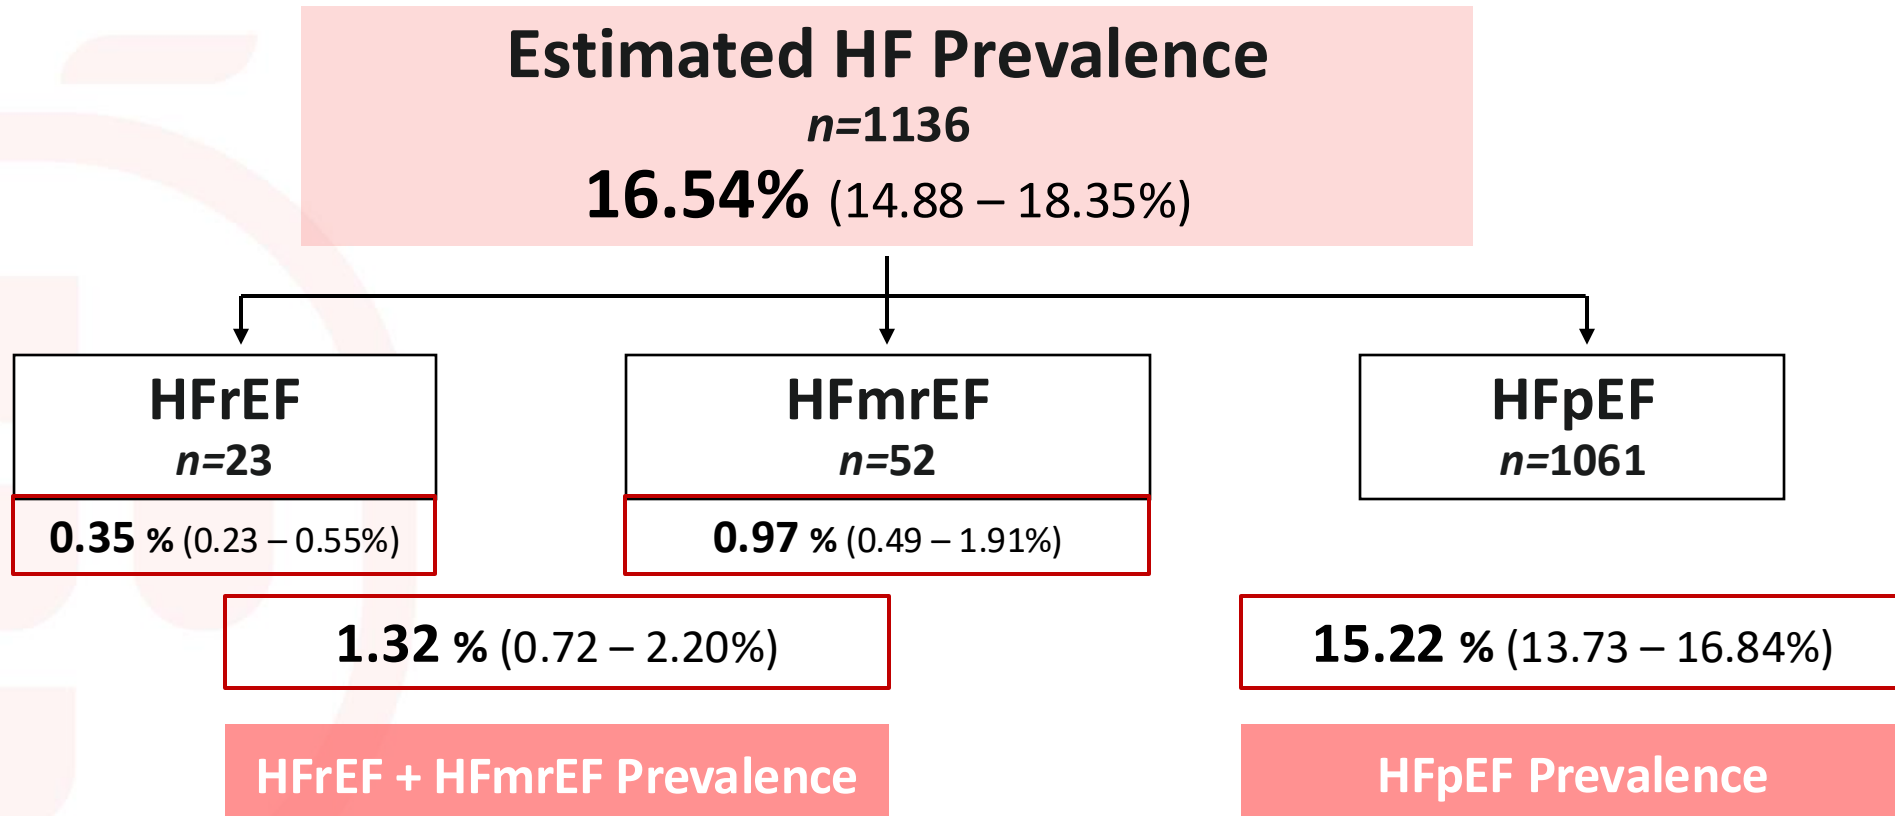 Estimated HF Prevalence
n=1136
16.54% (14.88 – 18.35%)
HFrEF
n=23
0.35 % (0.23 – 0.55%)
HFmrEF
n=52
0.97 % (0.49 – 1.91%)
HFpEF
n=1061
1.32 % (0.72 – 2.20%)
15.22 % (13.73 – 16.84%)
HFrEF + HFmrEF Prevalence
HFpEF Prevalence